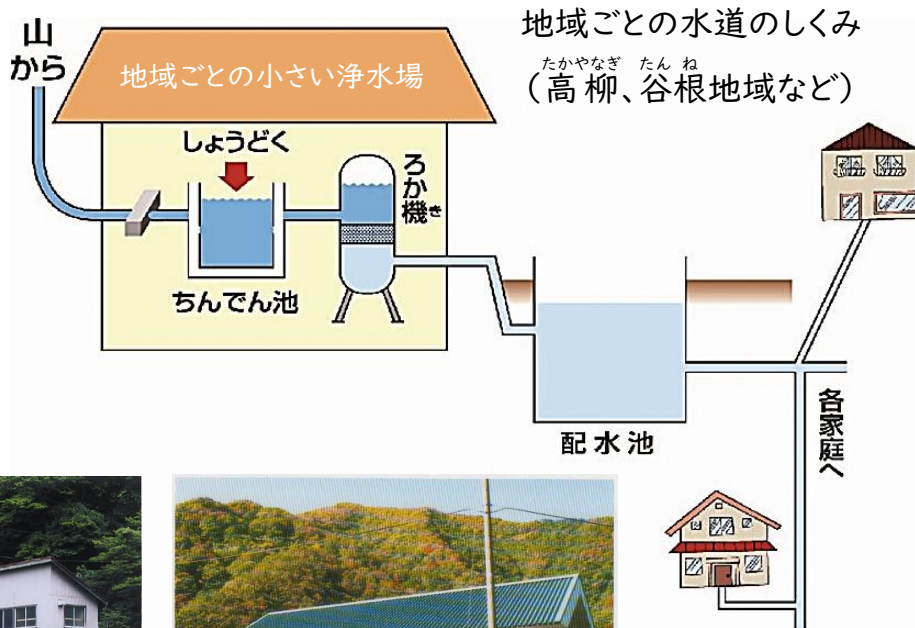 地域ごとの水道のしくみ
（高柳、谷根地域など）
たかやなぎ たんね
山
から
地域ごとの小さい浄水場
しょうどく
ろか機
き
ちんでん池
配水池
各家庭へ